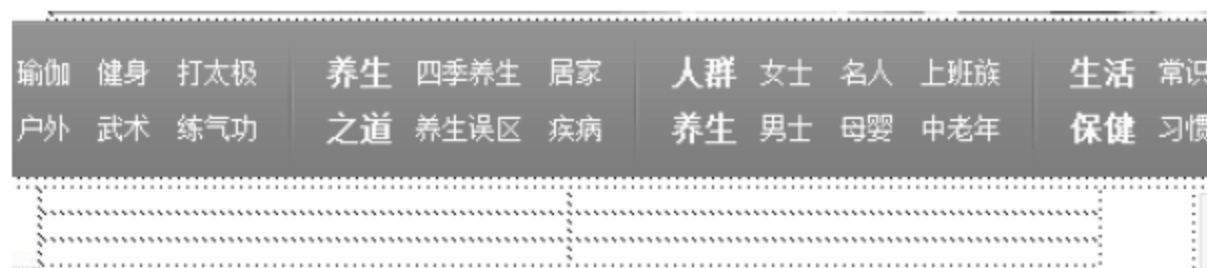 瑜伽 健身 打太极 养生 四季养生 居家 人群 女士 名人 上班族 生活 常识
户外 武术 练气功 之道 养生误区 疾病 养生 男士 母婴 中老年 保健 习惯